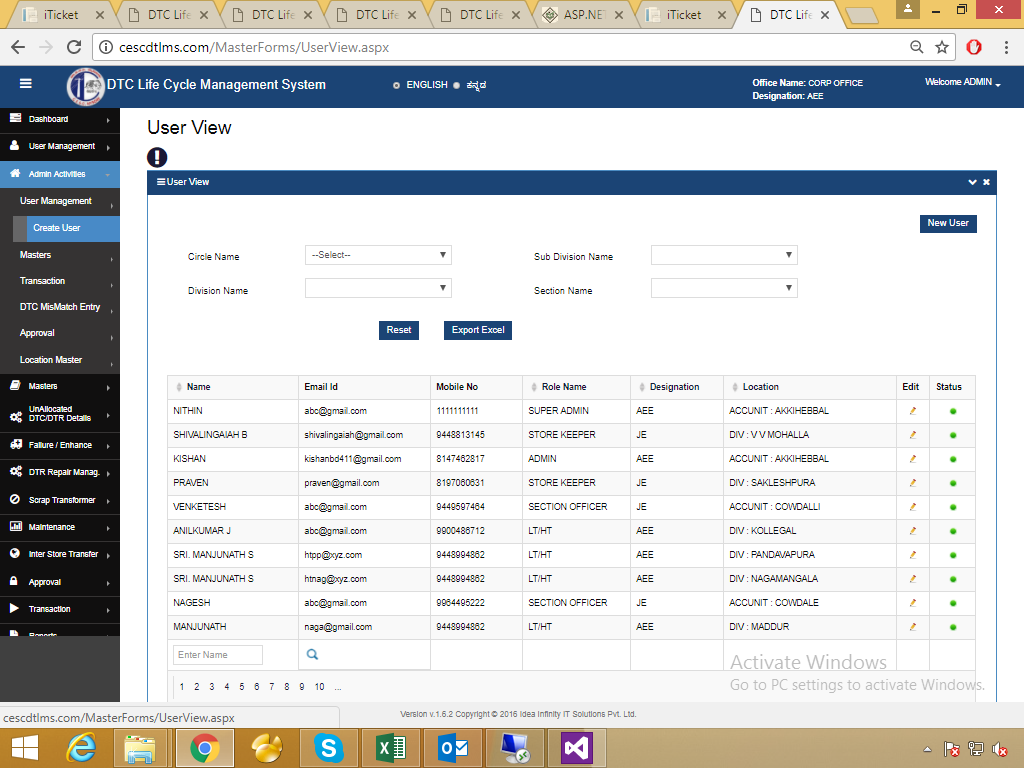 iTicket
DTC Life
DTC Life
DTC Life
DTC Life
ASP.NE
iTicket
DTC Life
cescdtlms.com/MasterForms/UserView.aspx
DTC Life Cycle Management System
ENGLISH ಕನ್ನಡ
Office Name: CORP OFFICE
Designation: AEE
Welcome ADMIN
Dashboard
User Management
Admin Activities
User Management
Create User
Masters
Transaction
DTC MisMatch Entry
Approval
Location Master
Masters
UnAllocated
DTC/DTR Details
Failure / Enhance
DTR Repair Manag.
Scrap Transformer
Maintenance
Inter Store Transfer
Approval
Transaction
Reports
User View
User View
New User
Circle Name --Select-- Sub Division Name
Division Name Section Name
Reset Export Excel
Name Email Id Mobile No Role Name Designation Location Edit Status
NITHIN abc@gmail.com 1111111111 SUPER ADMIN AEE ACCUNIT : AKKIHEBBAL
SHIVALINGAIAH B shivalingaiah@gmail.com 9448813145 STORE KEEPER JE DIV : V V MOHALLA
KISHAN kishanbd411@gmail.com 8147462817 ADMIN AEE ACCUNIT : AKKIHEBBAL
PRAVEN praven@gmail.com 8197060631 STORE KEEPER JE DIV : SAKLESHPURA
VENKETESH abc@gmail.com 9449597464 SECTION OFFICER JE ACCUNIT : COWDALLI
ANILKUMAR J abc@gmail.com 9900486712 LT/HT AEE DIV : KOLLEGAL
SRI. MANJUNATH S htpp@xyz.com 9448994862 LT/HT AEE DIV : PANDAVAPURA
SRI. MANJUNATH S htnag@xyz.com 9448994862 LT/HT AEE DIV : NAGAMANGALA
NAGESH abc@gmail.com 9964495222 SECTION OFFICER JE ACCUNIT : COWDALE
MANJUNATH naga@gmail.com 9448994862 LT/HT AEE DIV : MADDUR
Enter Name
1 2 3 4 5 6 7 8 9 10 ...
Activate Windows
Go to PC settings to activate Windows.
Version v.1.6.2 Copyright © 2016 Idea Infinity IT Solutions Pvt. Ltd.
cescdtlms.com/MasterForms/UserView.aspx